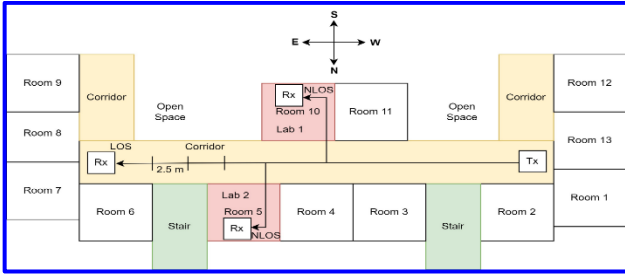 S
E
W
N
Room 9
Corridor
Open
Space
Rx
NLOS
Room 10
Lab 1
Room 11
Open
Space
Corridor
Room 12
Room 8
Room 13
LOS
Corridor
Rx
2.5 m
Tx
Room 7
Room 6
Stair
Lab 2
Room 5
Rx
NLOS
Room 4
Room 3
Stair
Room 2
Room 1